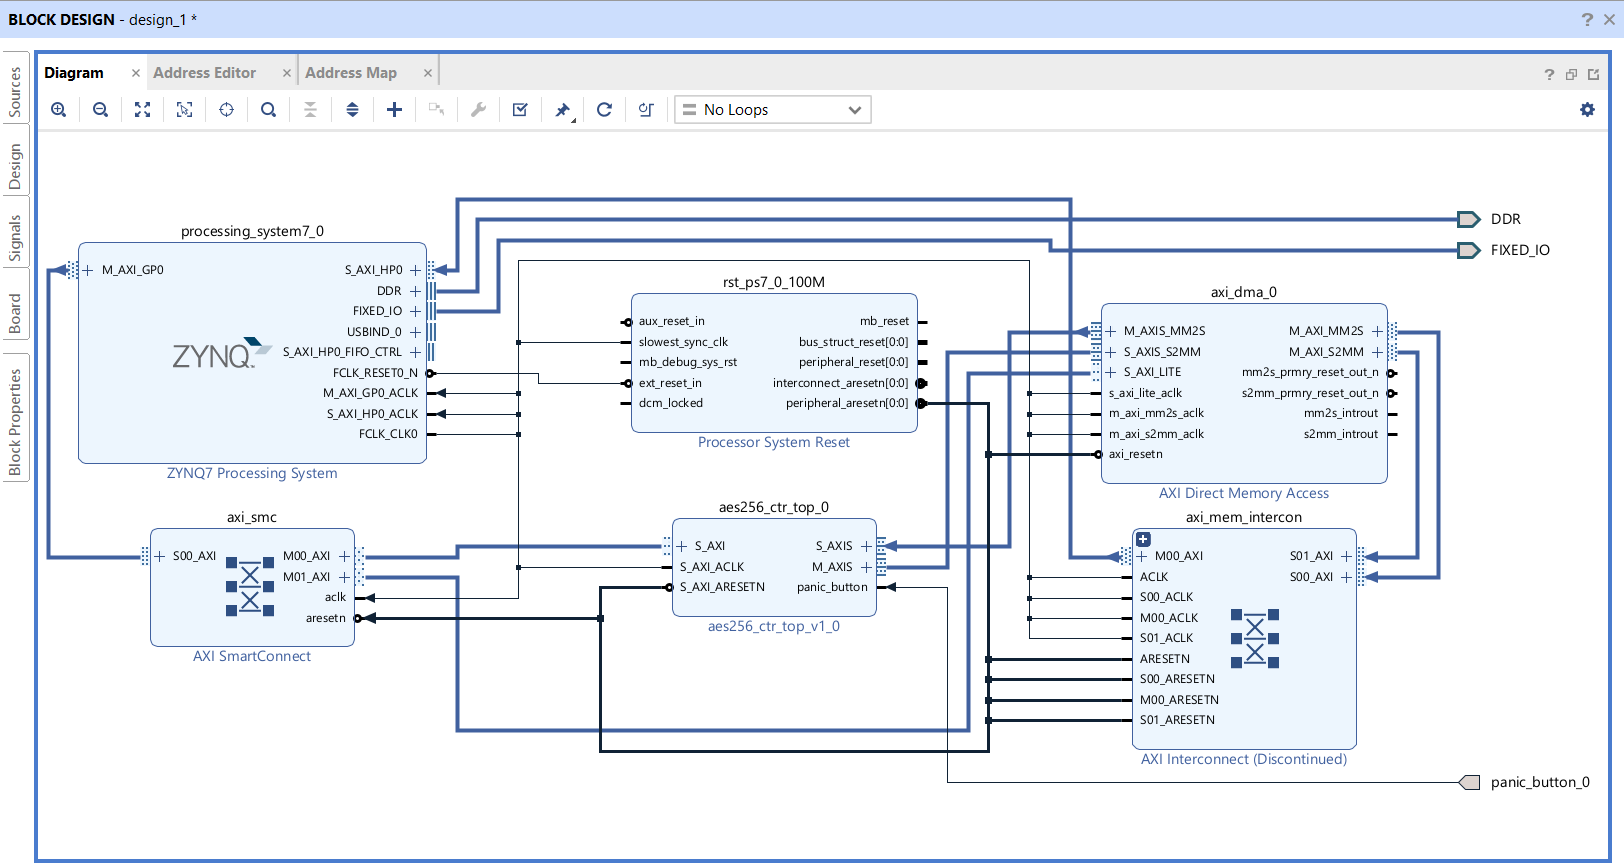 BLOCK DESIGN - design_1 *
Sources
Design
Signals
Board
Block Properties
Diagram
Address Editor
Address Map
No Loops
processing_system7_0
M_AXI_GP0
S_AXI_HP0
DDR
FIXED_IO
USBIND_0
S_AXI_HP0_FIFO_CTRL
FCLK_RESET0_N
M_AXI_GP0_ACLK
S_AXI_HP0_ACLK
FCLK_CLK0
ZYNQ
ZYNQ7 Processing System
rst_ps7_0_100M
aux_reset_in
slowest_sync_clk
mb_debug_sys_rst
ext_reset_in
dcm_locked
mb_reset
bus_struct_reset[0:0]
peripheral_reset[0:0]
interconnect_aresetn[0:0]
peripheral_aresetn[0:0]
Processor System Reset
axi_dma_0
M_AXIS_MM2S
S_AXIS_S2MM
S_AXI_LITE
s_axi_lite_aclk
m_axi_mm2s_aclk
m_axi_s2mm_aclk
axi_resetn
M_AXI_MM2S
M_AXI_S2MM
mm2s_prmry_reset_out_n
s2mm_prmry_reset_out_n
mm2s_introut
s2mm_introut
AXI Direct Memory Access
DDR
FIXED_IO
axi_smc
S00_AXI
M00_AXI
M01_AXI
aclk
aresetn
AXI SmartConnect
aes256_ctr_top_0
S_AXI
S_AXI_ACLK
S_AXI_ARESETN
S_AXIS
M_AXIS
panic_button
aes256_ctr_top_v1_0
axi_mem_intercon
M00_AXI
ACLK
S00_ACLK
M00_ACLK
S01_ACLK
ARESETN
S00_ARESETN
M00_ARESETN
S01_ARESETN
S01_AXI
S00_AXI
AXI Interconnect (Discontinued)
panic_button_0